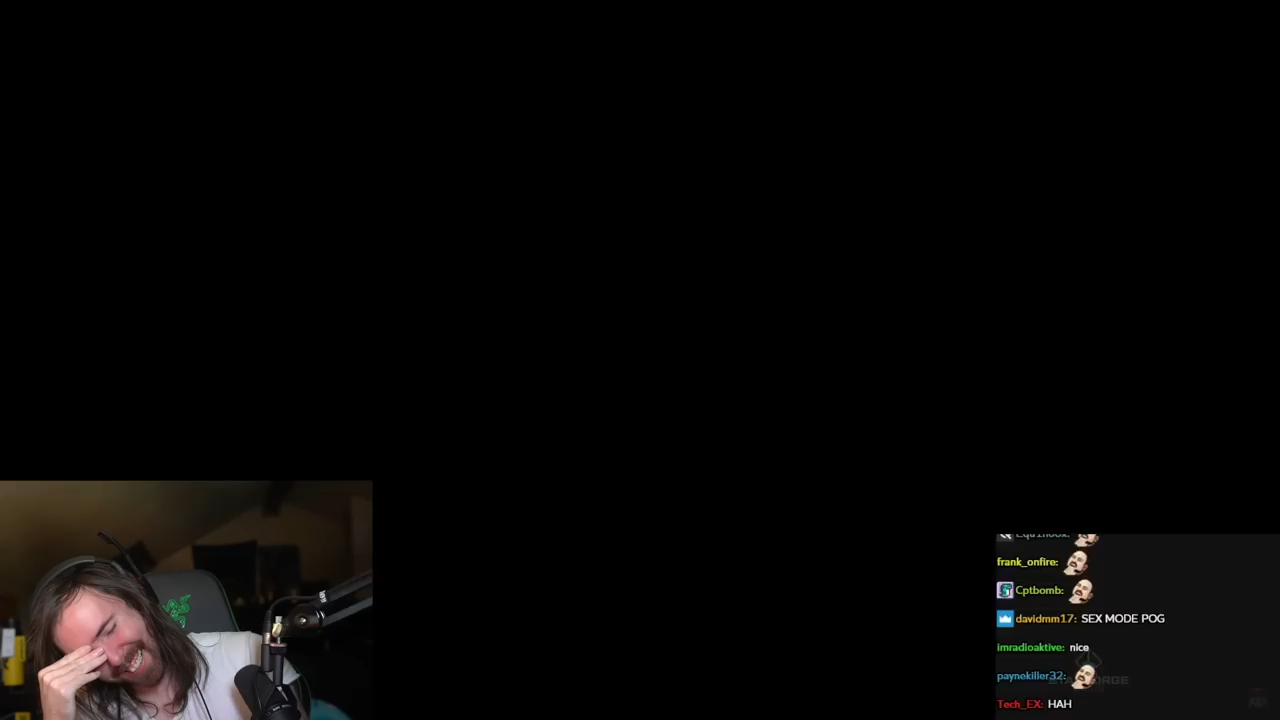 frank_onfire:
Cptbomb:
davidmm17: SEX MODE POG
imradioaktive: nice
paynekiller32:
Tech_EX: HAH